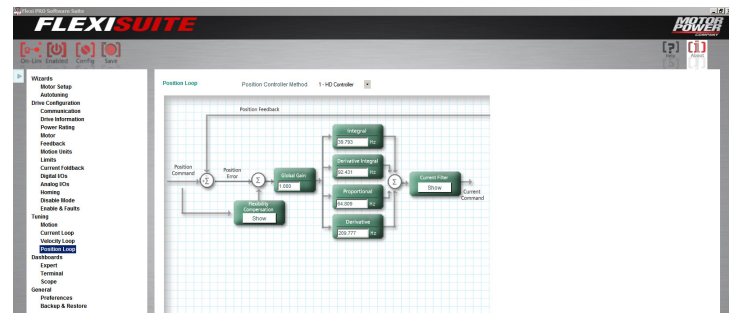 Flexi PRO Software Suite
FLEXISUITE
MOTOR
POWER
COMPANY
On-Line Enabled Config Save
Help About
Wizards
Motor Setup
Autotuning
Drive Configuration
Communication
Drive Information
Power Rating
Motor
Feedback
Motion Units
Limits
Current Foldback
Digital I/Os
Analog I/Os
Homing
Disable Mode
Enable & Faults
Tuning
Motion
Current Loop
Velocity Loop
Position Loop
Dashboards
Expert
Terminal
Scope
General
Preferences
Backup & Restore
Position Loop
Position Controller Method 1 - HD Controller
Position Feedback
Position
Command
Position
Error
Σ
Σ
Global Gain
1.000
Flexibility
Compensation
Show
Integral
39.793 Hz
Derivative Integral
92.431 Hz
Proportional
84.889 Hz
Derivative
209.777 Hz
Σ
Current Filter
Show
Current
Command